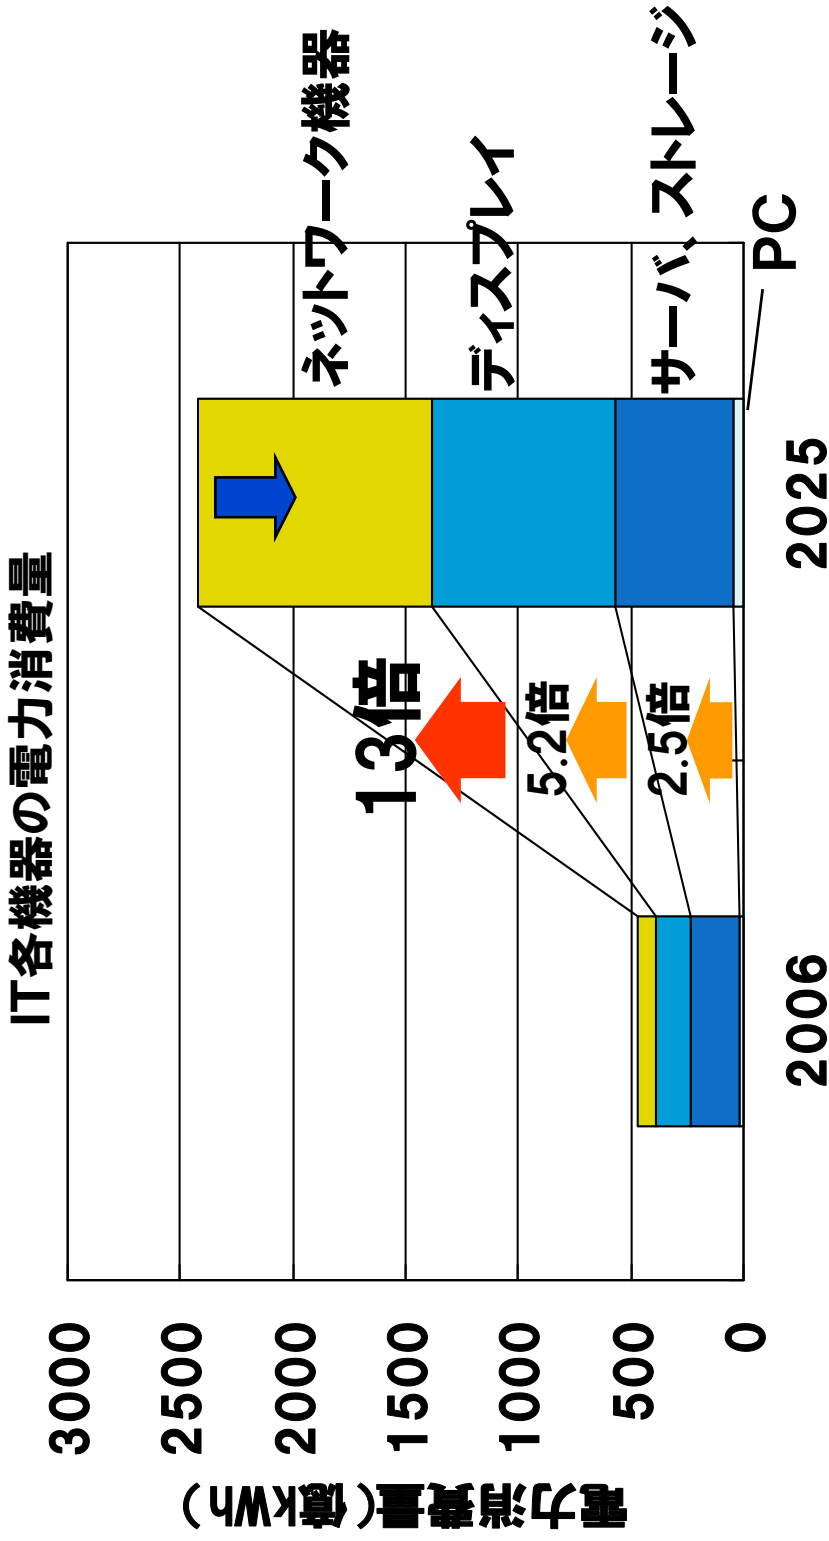 IT各機器の電力消費量
電力消費量(億kWh)
3000
2500
2000
1500
1000
500
0
ネットワーク機器
ディスプレイ
サーバ、ストレージ
PC
13倍
5.2倍
2.5倍
2006
2025